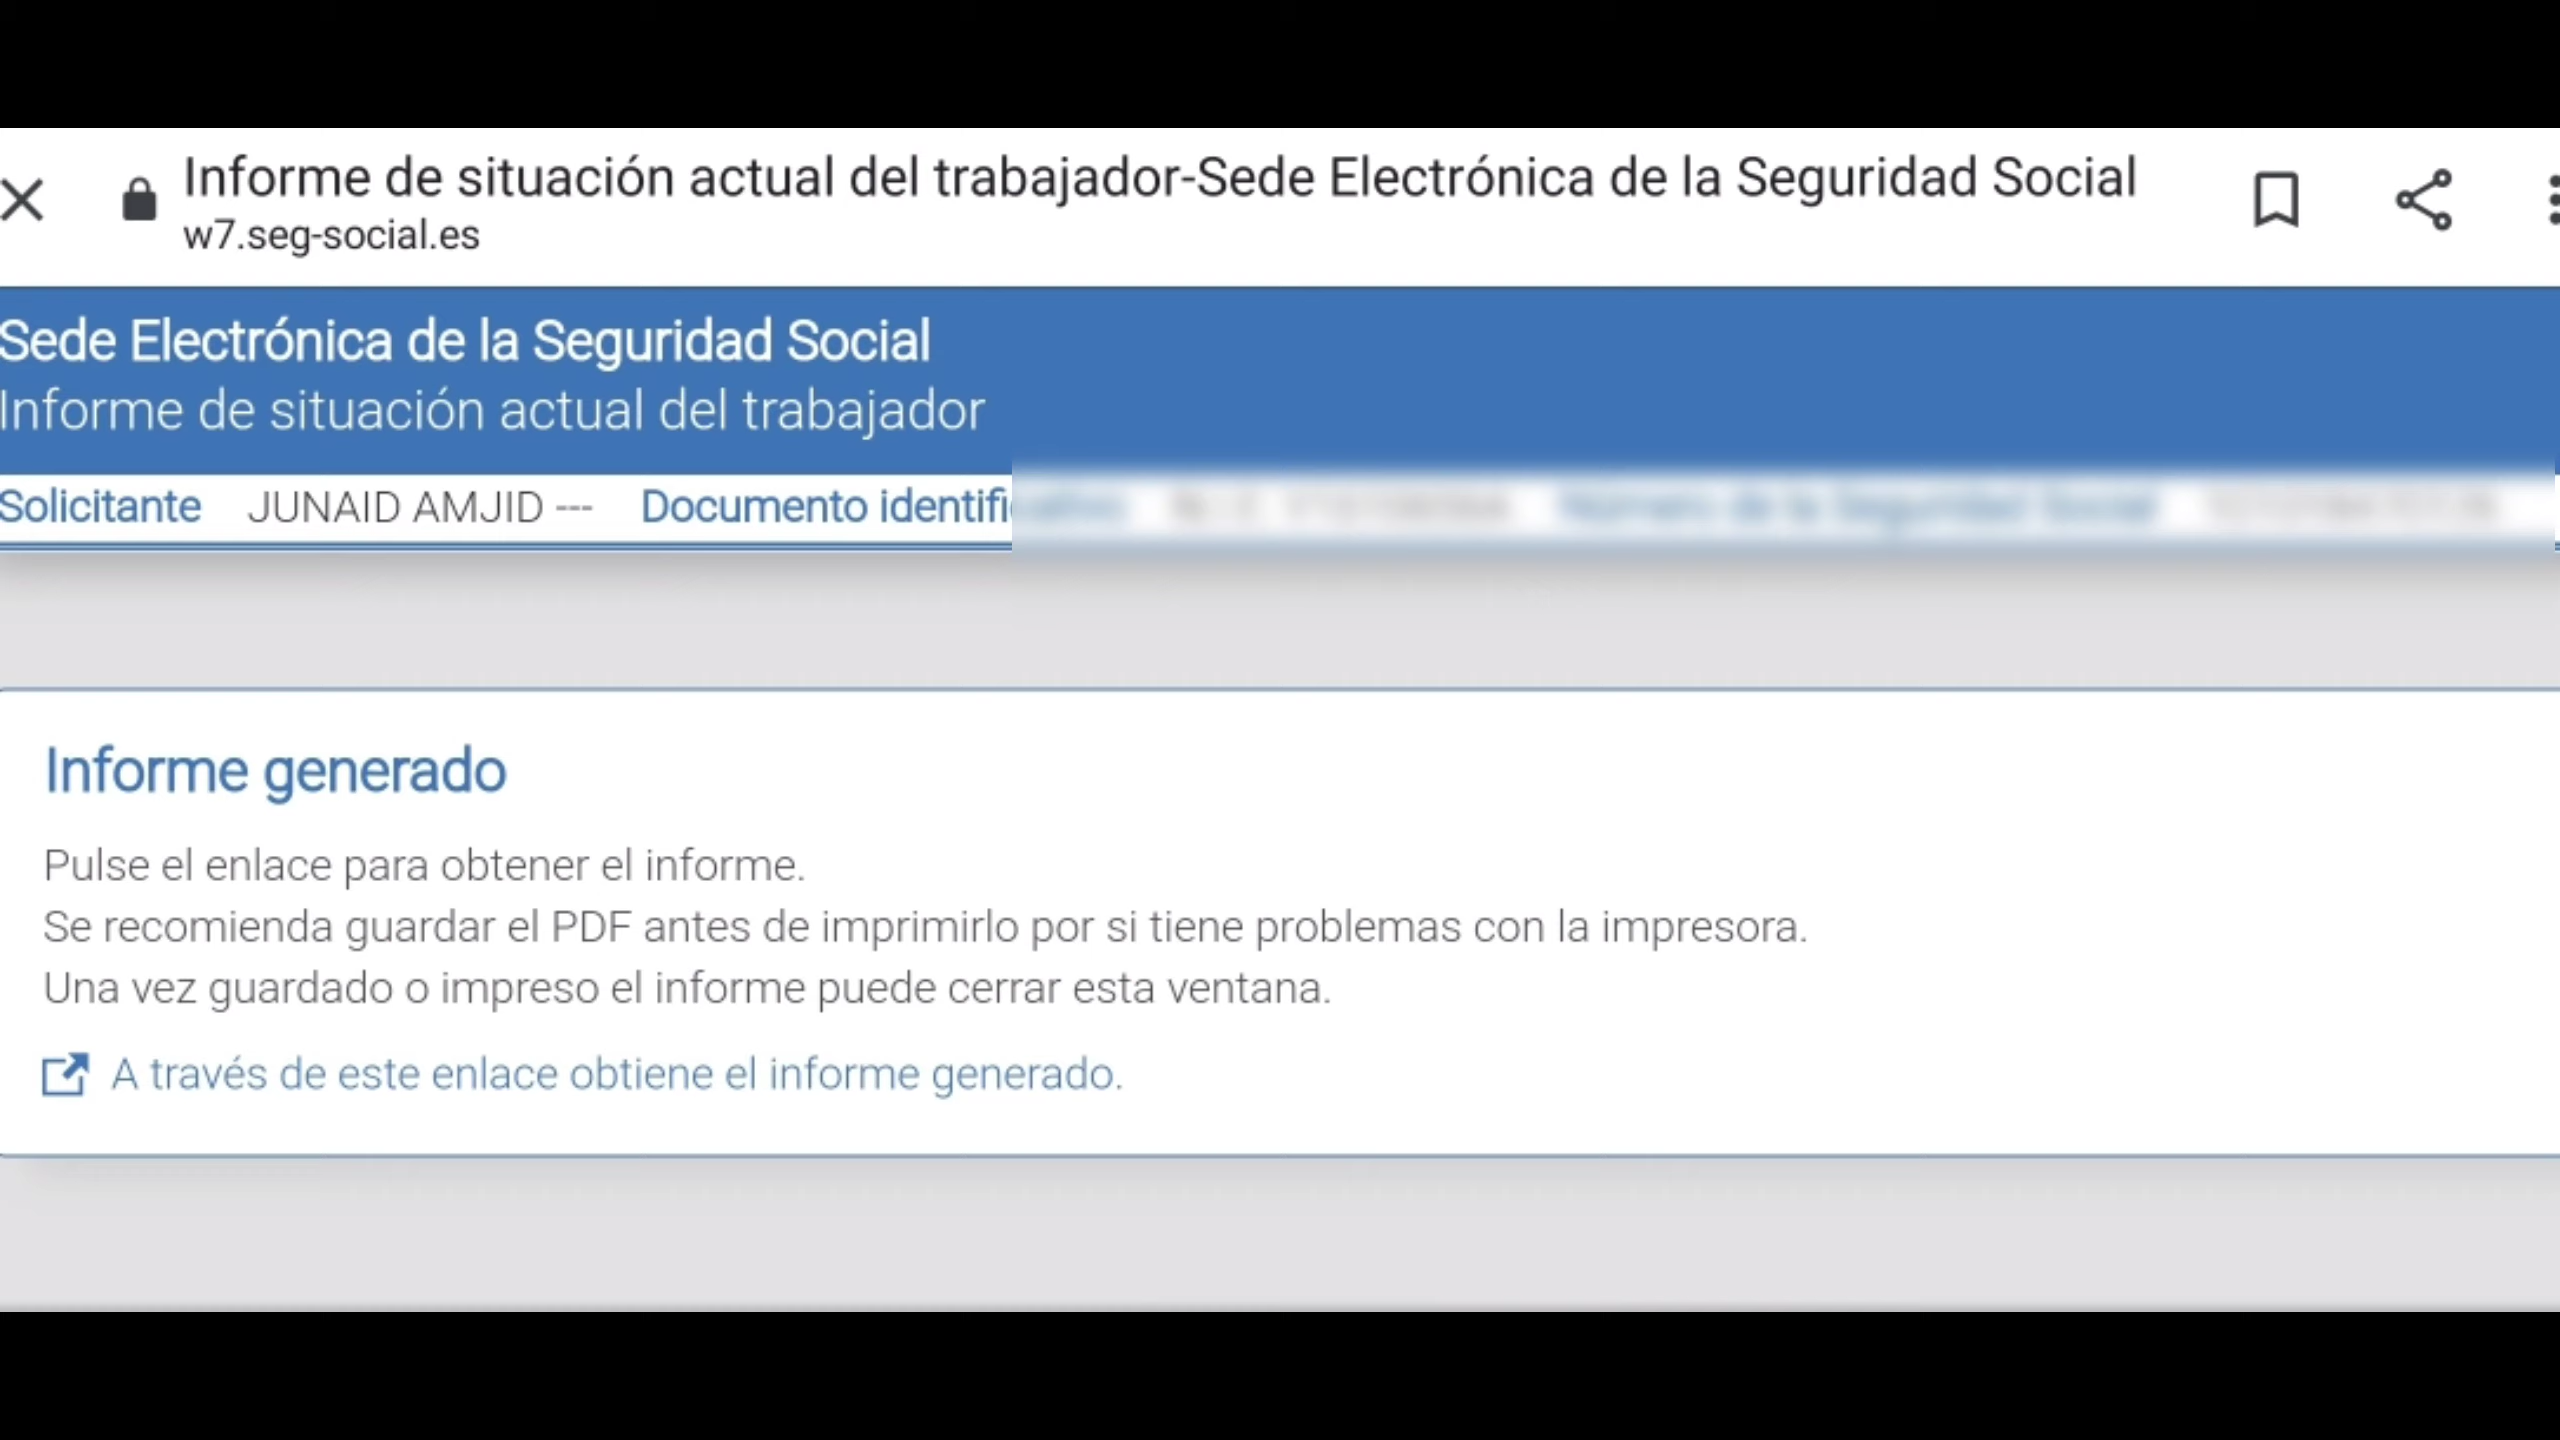 Informe de situación actual del trabajador-Sede Electrónica de la Seguridad Social
w7.seg-social.es
Sede Electrónica de la Seguridad Social
Informe de situación actual del trabajador
Solicitante JUNAID AMJID --- Documento
Informe generado
Pulse el enlace para obtener el informe.
Se recomienda guardar el PDF antes de imprimirlo por si tiene problemas con la impresora.
Una vez guardado o impreso el informe puede cerrar esta ventana.
A través de este enlace obtiene el informe generado.